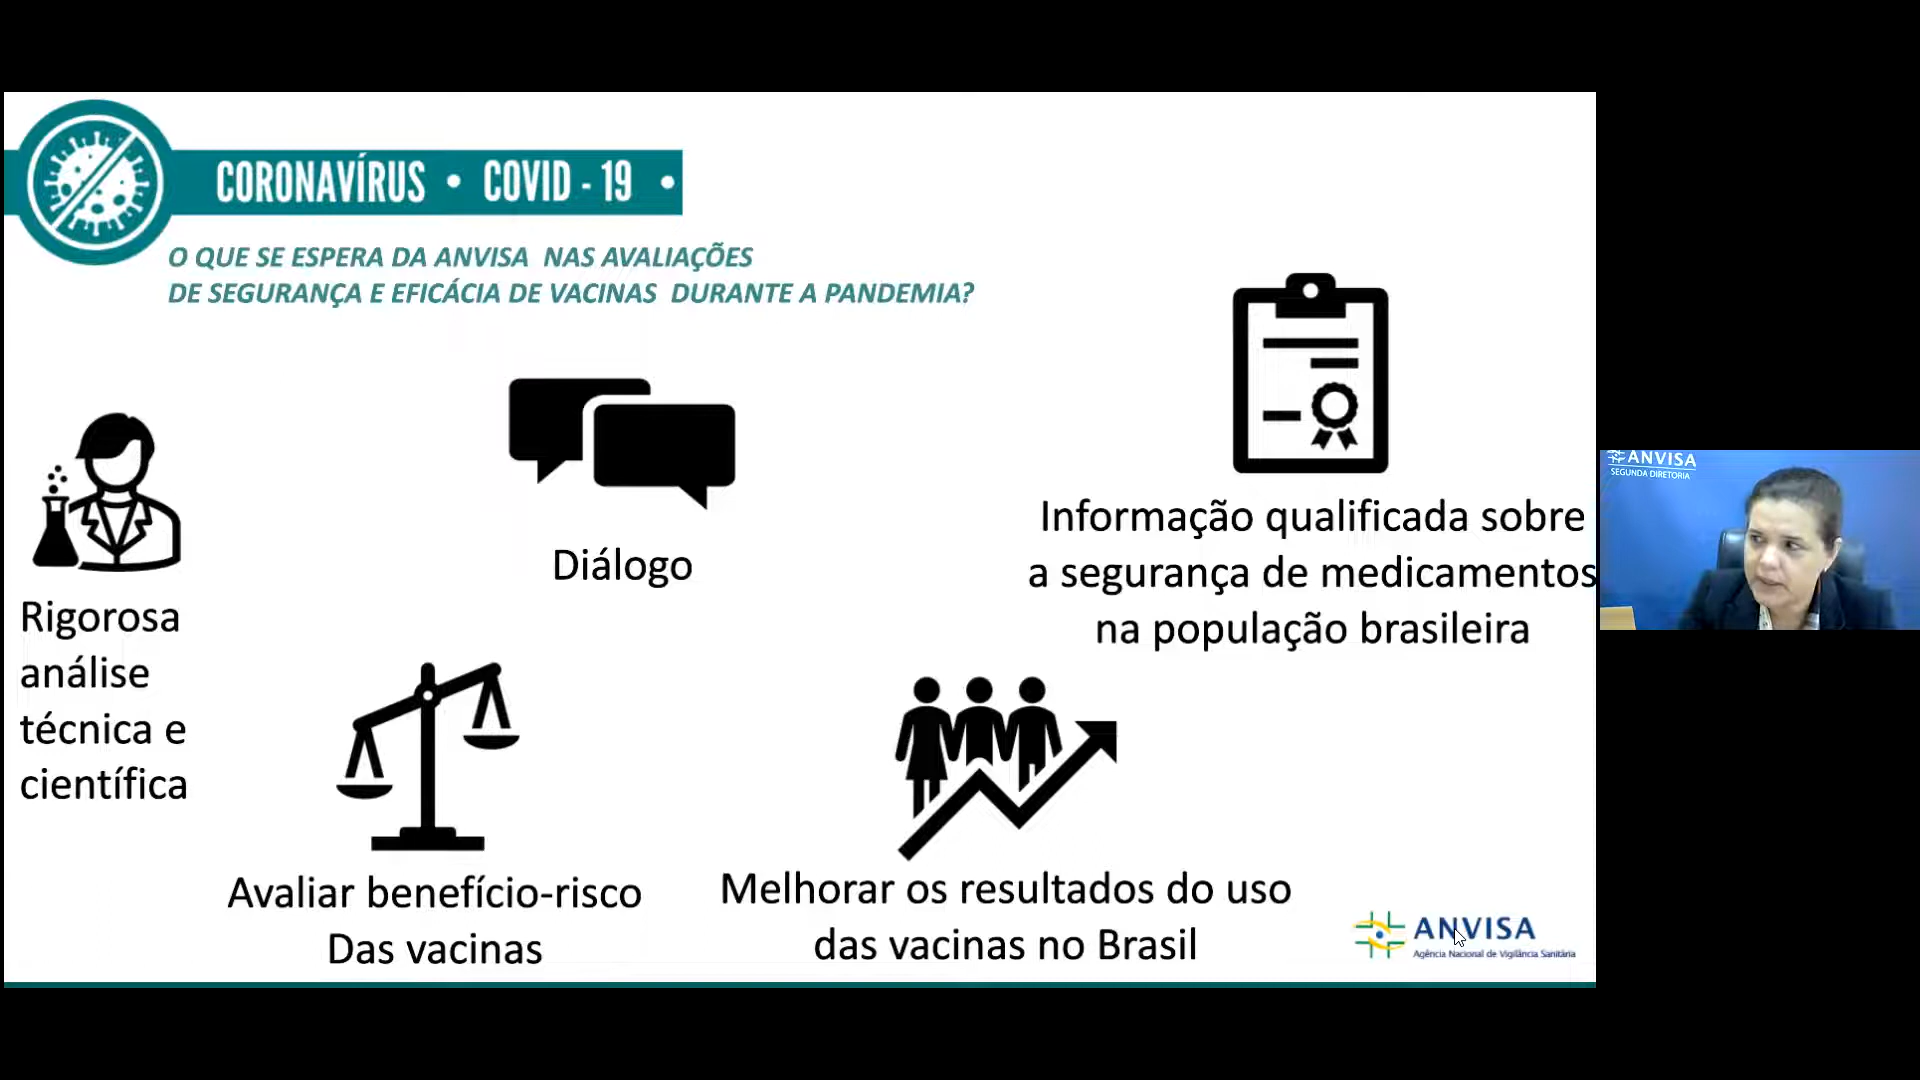 CORONAVÍRUS • COVID - 19 •
O QUE SE ESPERA DA ANVISA NAS AVALIAÇÕES
DE SEGURANÇA E EFICÁCIA DE VACINAS DURANTE A PANDEMIA?
Rigorosa
análise
técnica e
científica
Diálogo
Informação qualificada sobre
a segurança de medicamentos
na população brasileira
Avaliar benefício-risco
Das vacinas
Melhorar os resultados do uso
das vacinas no Brasil
ANVISA
Agência Nacional de Vigilância Sanitária
ANVISA
SEGUNDA DIRETORIA